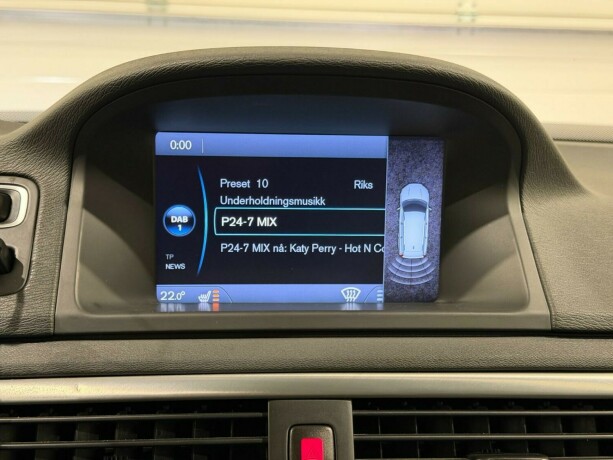 0:00
Preset 10 Riks
Underholdningsmusikk
DAB
1
P24-7 MIX
P24-7 MIX nå: Katy Perry - Hot N Co
TP
NEWS
22.0°